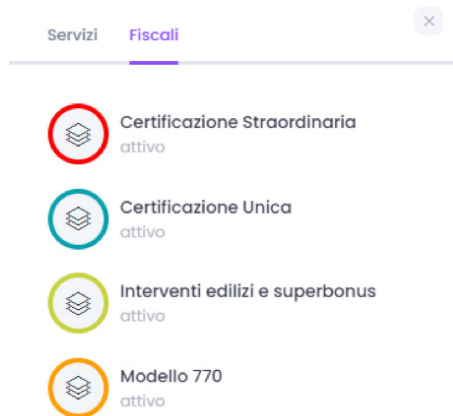 Servizi Fiscali
Certificazione Straordinaria
attivo
Certificazione Unica
attivo
Interventi edilizi e superbonus
attivo
Modello 770
attivo